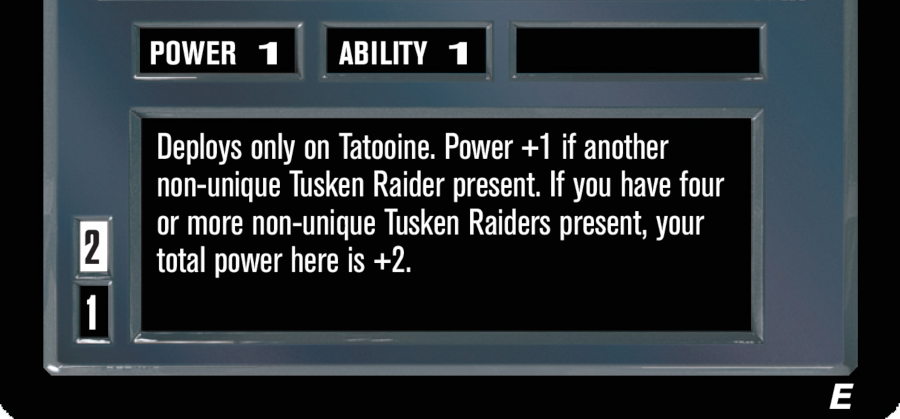 POWER 1 ABILITY 1
Deploys only on Tatooine. Power +1 if another
non-unique Tusken Raider present. If you have four
or more non-unique Tusken Raiders present, your
total power here is +2.
2
1
E